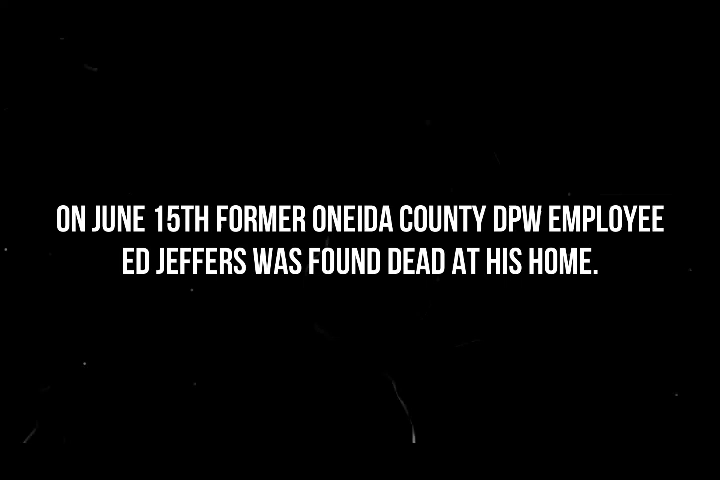 ON JUNE 15TH FORMER ONEIDA COUNTY DPW EMPLOYEE
ED JEFFERS WAS FOUND DEAD AT HIS HOME.